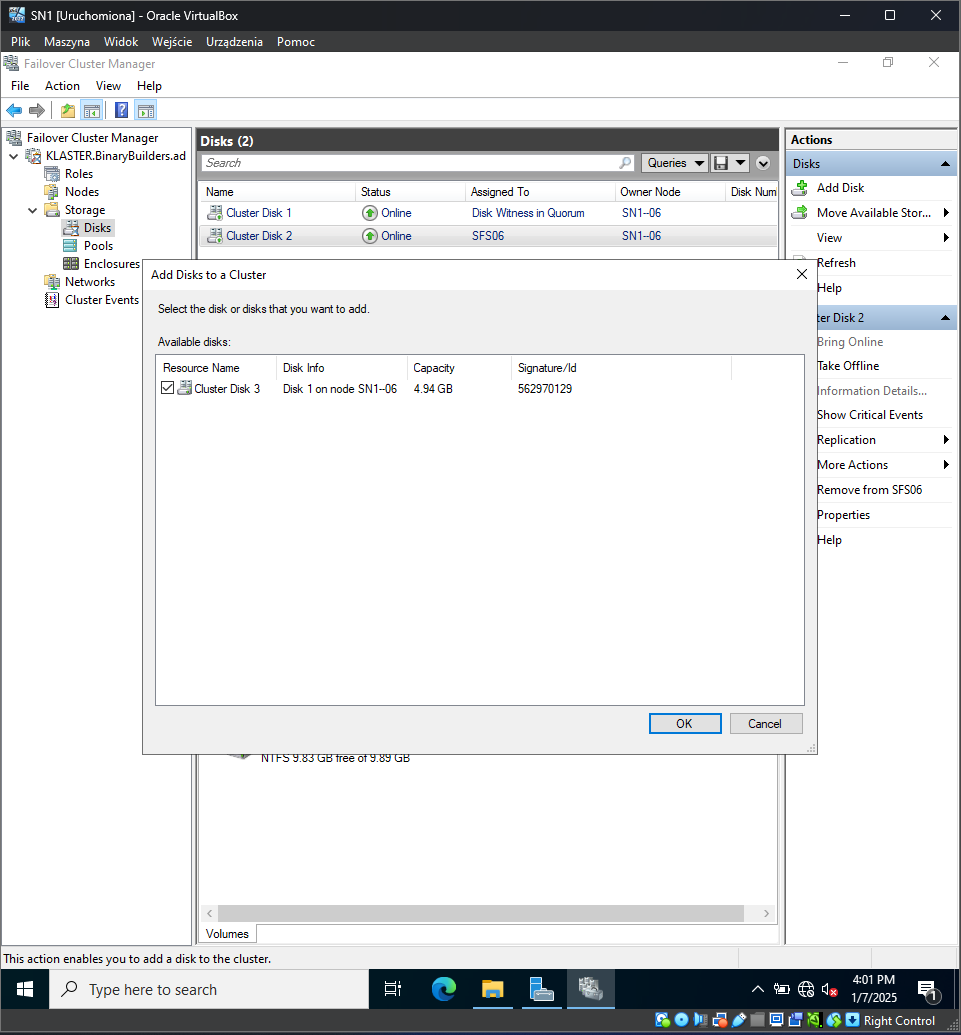 SN1 [Uruchomiona] - Oracle VirtualBox
Plik Maszyna Widok Wejście Urządzenia Pomoc
Failover Cluster Manager
File Action View Help
Failover Cluster Manager
KLASTER.BinaryBuilders.ad
Roles
Nodes
Storage
Disks
Pools
Enclosures
Networks
Cluster Events
Disks (2)
Search Queries
Name Status Assigned To Owner Node Disk Num
Cluster Disk 1 Online Disk Witness in Quorum SN1--06
Cluster Disk 2 Online SFS06 SN1--06
Actions
Disks
Add Disk
Move Available Stor...
View
Refresh
Help
ter Disk 2
Bring Online
Take Offline
Information Details...
Show Critical Events
Replication
More Actions
Remove from SFS06
Properties
Help
Add Disks to a Cluster
Select the disk or disks that you want to add.
Available disks:
Resource Name Disk Info Capacity Signature/Id
Cluster Disk 3 Disk 1 on node SN1--06 4.94 GB 562970129
OK Cancel
NTFS 9.83 GB free of 9.89 GB
Volumes
This action enables you to add a disk to the cluster.
Type here to search
4:01 PM
1/7/2025
1
Right Control